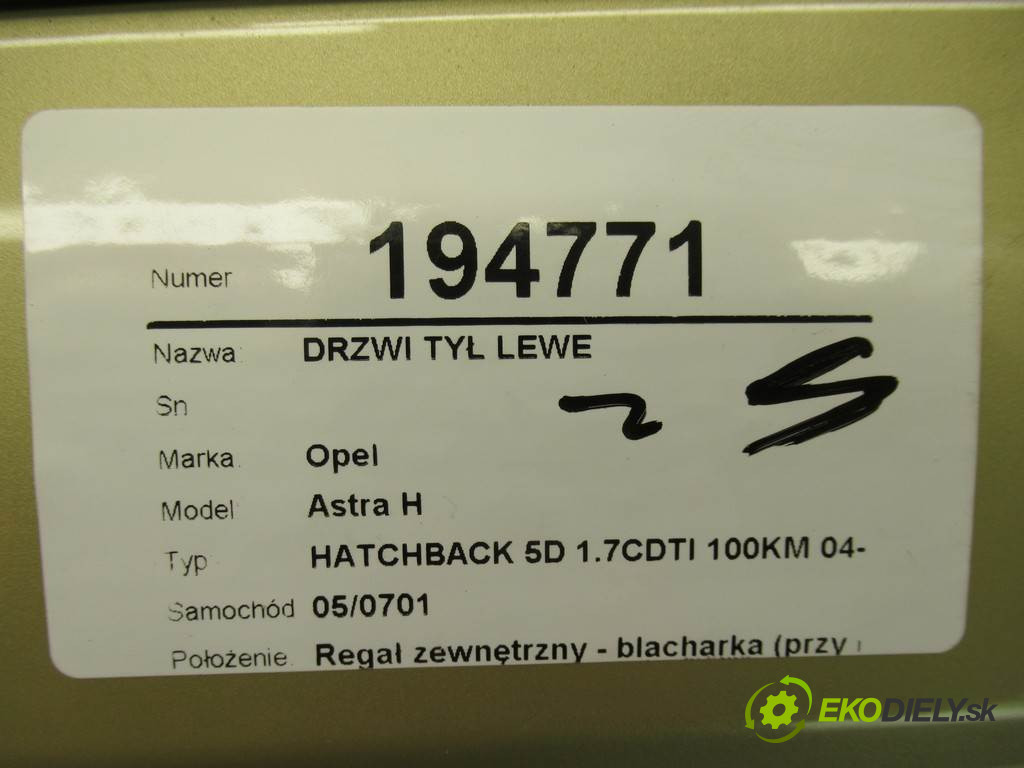 Numer 194771
Nazwa: DRZWI TYŁ LEWE
Sn
Marka: Opel
Model Astra H
Typ HATCHBACK 5D 1.7CDTI 100KM 04-
Samochód 05/0701
Położenie: Regał zewnętrzny - blacharka (przy
EKODIELY.sk